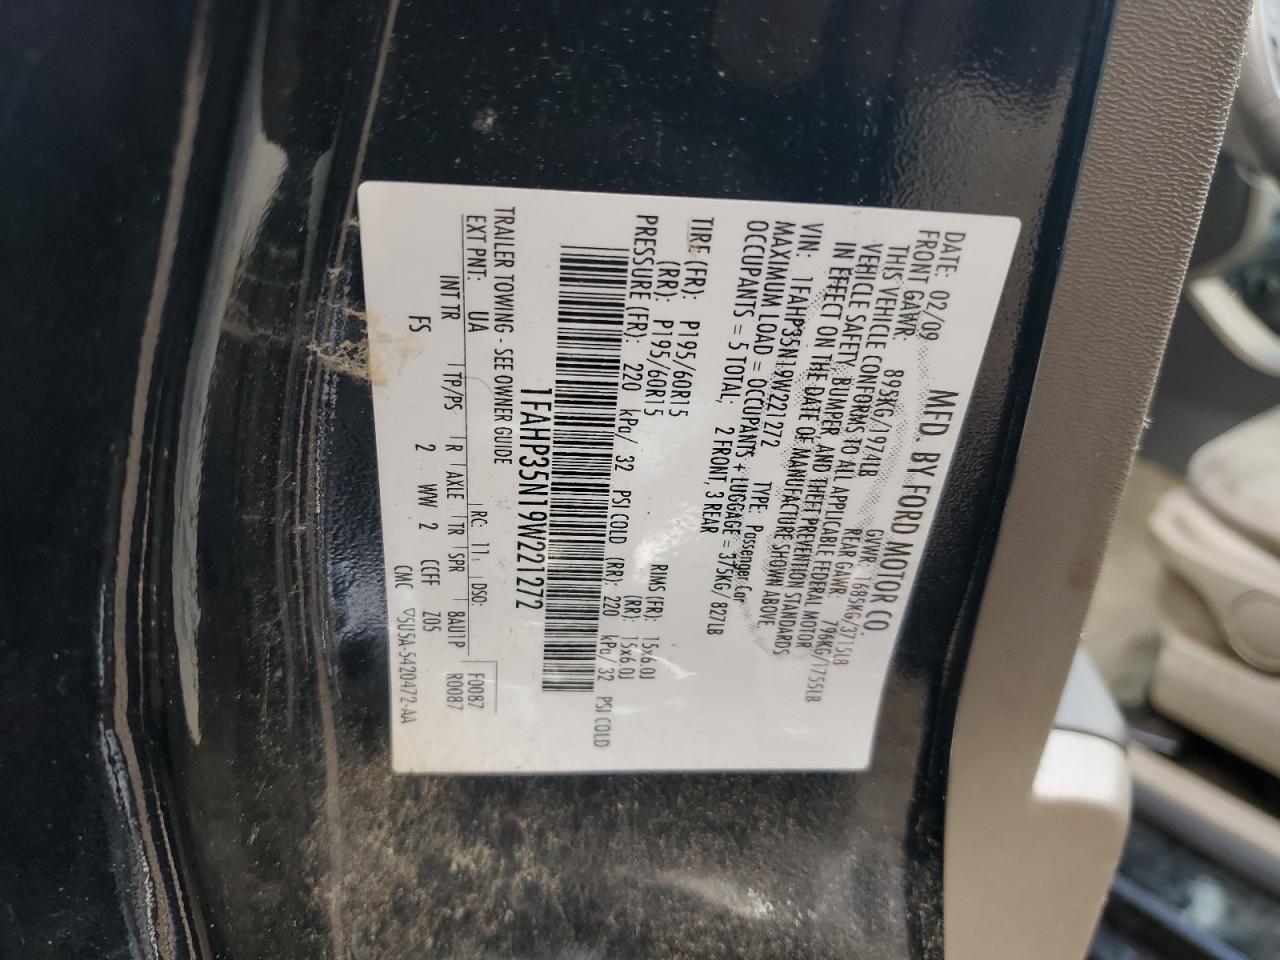 MFD. BY FORD MOTOR CO
DATE: 02/09 GVWR: 1685KG/3715LB
FRONT GAWR: 895KG/1974LB REAR GAWR: 796KG/1755LB
THIS VEHICLE CONFORMS TO ALL APPLICABLE FEDERAL MOTOR
VEHICLE SAFETY, BUMPER, AND THEFT PREVENTION STANDARDS
IN EFFECT ON THE DATE OF MANUFACTURE SHOWN ABOVE.
VIN: 1FAHP35N19W221272 TYPE: Passenger Car
MAXIMUM LOAD = OCCUPANTS + LUGGAGE = 375KG/827LB
OCCUPANTS = 5 TOTAL, 2 FRONT, 3 REAR
TIRE (FR): P195/60R15 RIMS (FR): 15x6.0J
(RR): P195/60R15 (RR): 15x6.0J
PRESSURE (FR): 220 kPa/ 32 PSI COLD (RR): 220 kPa/ 32 PSI COLD
1FAHP35N19W221272
TRAILER TOWING - SEE OWNER GUIDE
EXT PNT: UA RC: 11 DSO: F0087
R0087
INT TR TP/PS R AXLE TR SPR 8AU1P
FS 2 WW 2 CCFF Z05
CMC ▽5U5A-5420472-AA